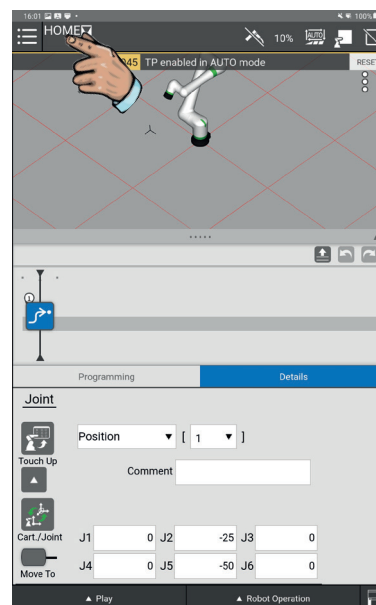 16:01
100%
HOME
10% AUTO
045 TP enabled in AUTO mode
RESET
1
Programming Details
Joint
Touch Up
Position ▼ [ 1 ▼ ]
Comment
Cart./Joint
J1 0 J2 -25 J3 0
Move To
J4 0 J5 -50 J6 0
▲ Play ▲ Robot Operation